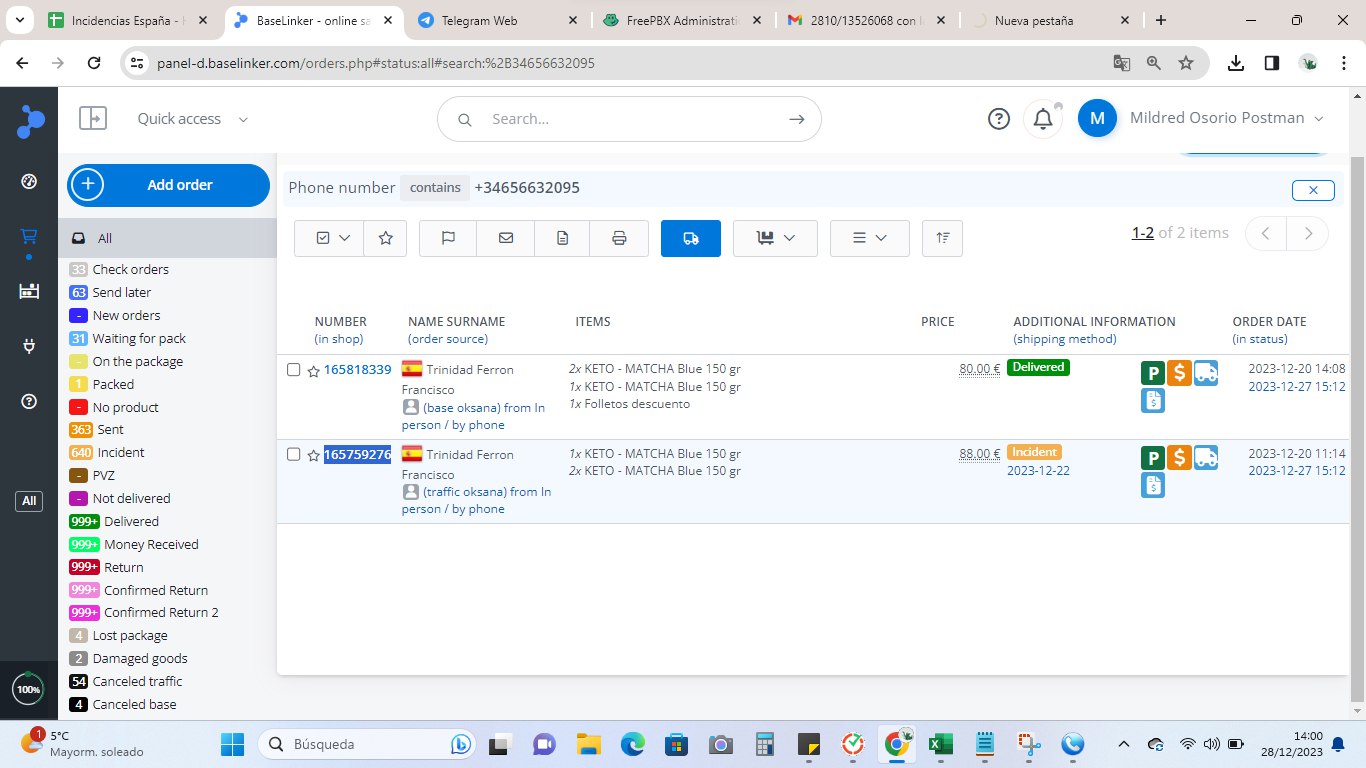 Incidencias España - H
BaseLinker - online sa
Telegram Web
FreePBX Administrati
2810/13526068 con l
Nueva pestaña
panel-d.baselinker.com/orders.php#status:all#search:%2B34656632095
Quick access
Search...
M
Mildred Osorio Postman
Add order
Phone number contains +34656632095
All
1-2 of 2 items
33 Check orders
63 Send later
- New orders
31 Waiting for pack
- On the package
1 Packed
- No product
363 Sent
640 Incident
- PVZ
- Not delivered
999+ Delivered
999+ Money Received
999+ Return
999+ Confirmed Return
999+ Confirmed Return 2
4 Lost package
2 Damaged goods
54 Canceled traffic
4 Canceled base
All
100%
NUMBER
(in shop)
NAME SURNAME
(order source)
ITEMS
PRICE
ADDITIONAL INFORMATION
(shipping method)
ORDER DATE
(in status)
165818339
Trinidad Ferron
Francisco
(base oksana) from In
person / by phone
2x KETO - MATCHA Blue 150 gr
1x KETO - MATCHA Blue 150 gr
1x Folletos descuento
80.00 €
Delivered
P $
2023-12-20 14:08
2023-12-27 15:12
165759276
Trinidad Ferron
Francisco
(traffic oksana) from In
person / by phone
1x KETO - MATCHA Blue 150 gr
2x KETO - MATCHA Blue 150 gr
88.00 €
Incident
2023-12-22
P $
2023-12-20 11:14
2023-12-27 15:12
1
5°C
Mayorm. soleado
Búsqueda
14:00
28/12/2023